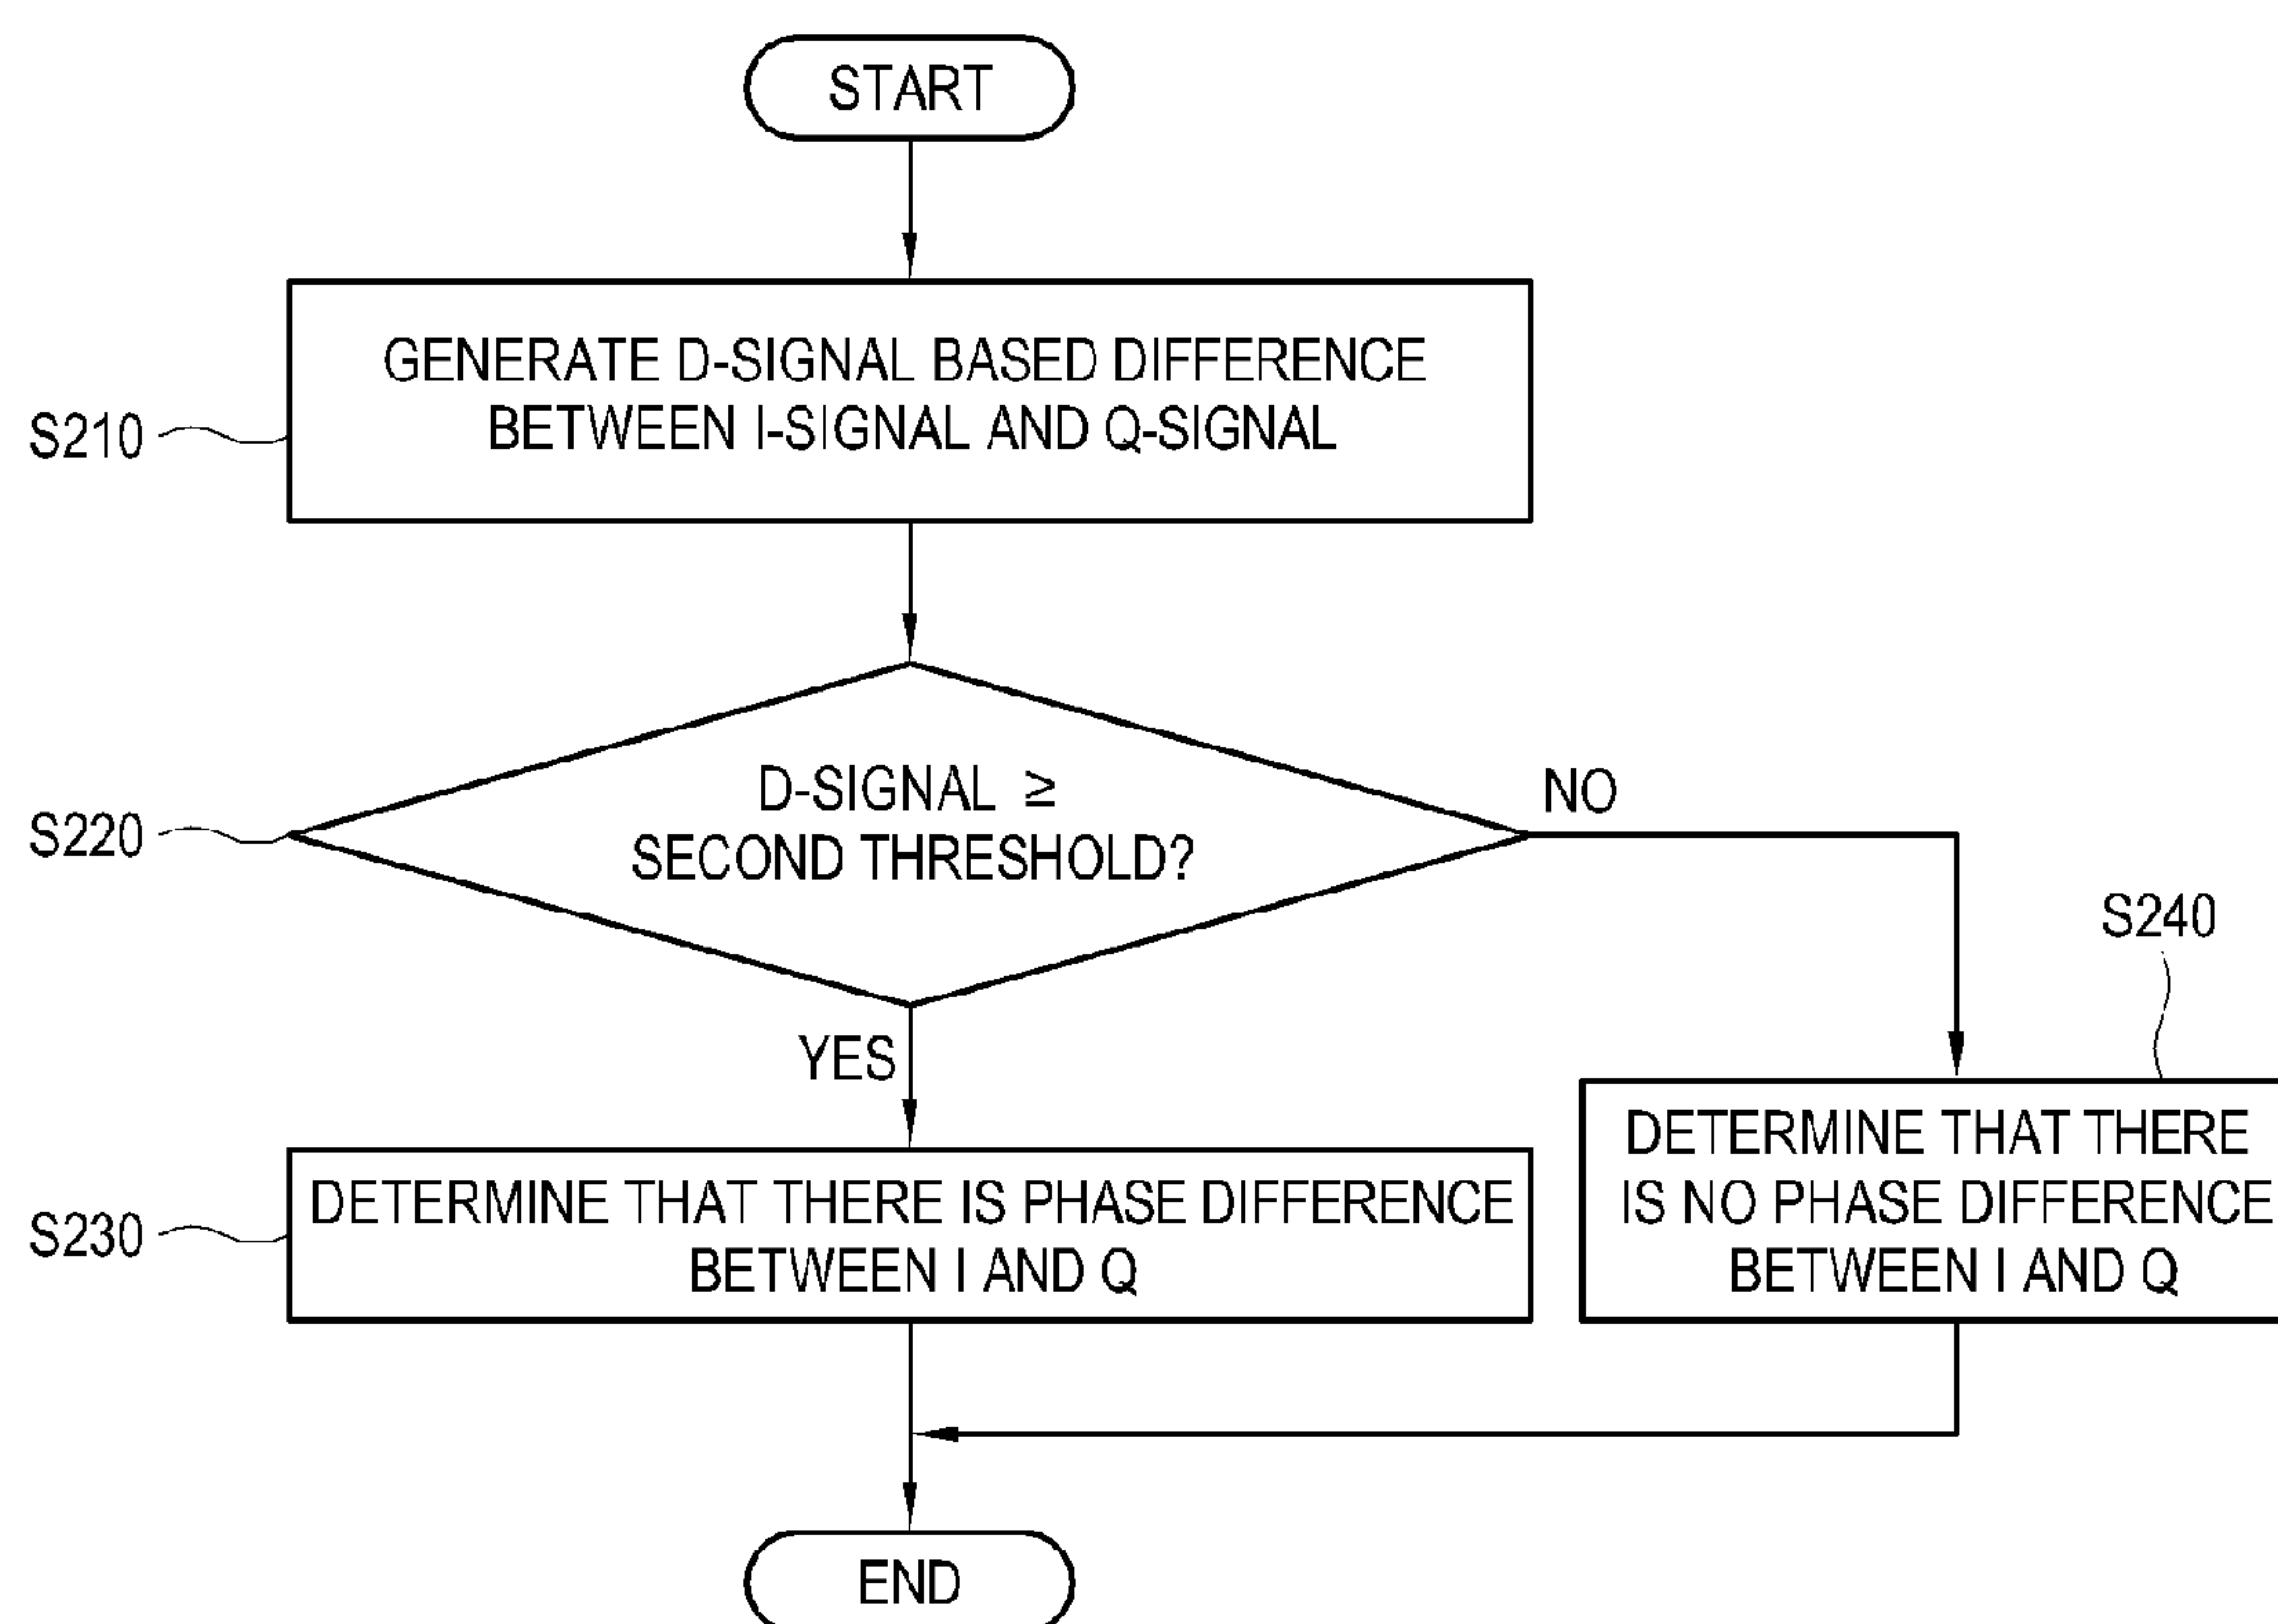 START
GENERATE D-SIGNAL BASED DIFFERENCE
BETWEEN I-SIGNAL AND Q-SIGNAL
S210
D-SIGNAL ≥
SECOND THRESHOLD?
S220
NO
S240
YES
DETERMINE THAT THERE IS PHASE DIFFERENCE
BETWEEN I AND Q
S230
DETERMINE THAT THERE
IS NO PHASE DIFFERENCE
BETWEEN I AND Q
END